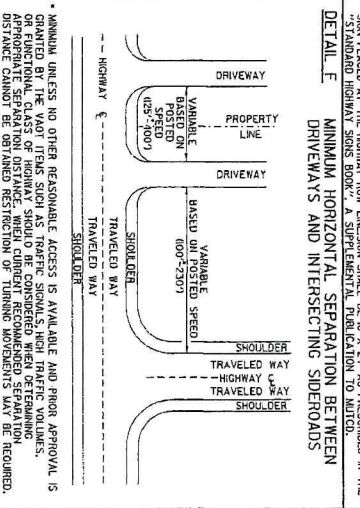 "STANDARD HIGHWAY SIGNS BOOK", A SUPPLEMENTAL PUBLICATION TO MUTCD.
DETAIL F
MINIMUM HORIZONTAL SEPARATION BETWEEN
DRIVEWAYS AND INTERSECTING SIDEROADS
DRIVEWAY
PROPERTY
LINE
DRIVEWAY
VARIABLE
BASED ON
POSTED
SPEED
(125'-400')
VARIABLE
(100'-230')
BASED ON POSTED SPEED
SHOULDER
TRAVELED WAY
HIGHWAY ℄
TRAVELED WAY
SHOULDER
SHOULDER
TRAVELED WAY
HIGHWAY ℄
TRAVELED WAY
SHOULDER
• MINIMUM UNLESS NO OTHER REASONABLE ACCESS IS AVAILABLE AND PRIOR APPROVAL IS
GRANTED BY THE VAOT ITEMS SUCH AS TRAFFIC SIGNALS, HIGH TRAFFIC VOLUMES,
OR FUNCTIONAL CLASS OF HIGHWAY SHOULD BE CONSIDERED WHEN DETERMINING
APPROPRIATE SEPARATION DISTANCE. WHEN CURRENT RECOMMENDED SEPARATION
DISTANCE CANNOT BE OBTAINED RESTRICTION OF TURNING MOVEMENTS MAY BE REQUIRED.